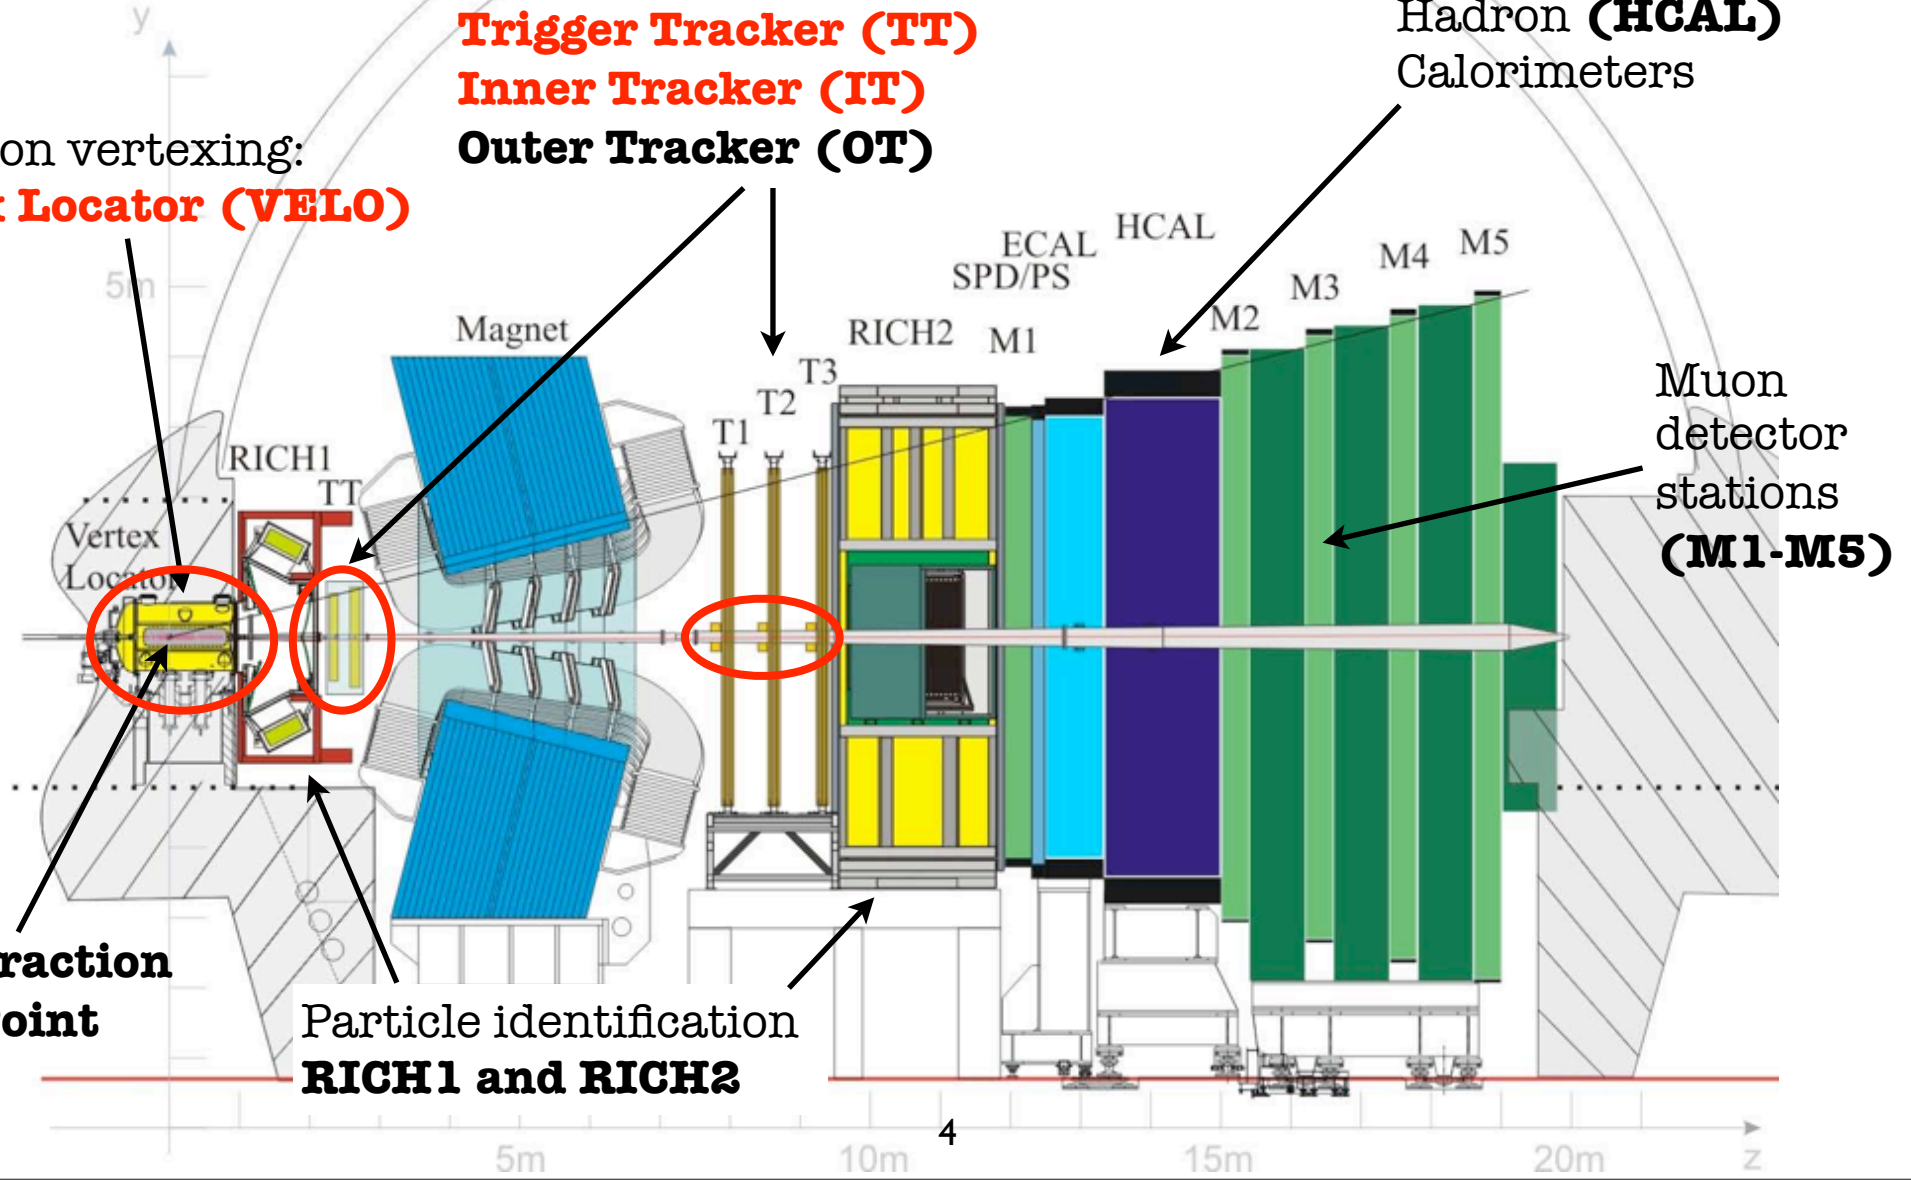 y
Trigger Tracker (TT)
Inner Tracker (IT)
Outer Tracker (OT)
Hadron (HCAL)
Calorimeters
on vertexing:
Locator (VELO)
5m
Magnet
RICH1
TT
Vertex
Locator
T1
T2
T3
RICH2
SPD/PS
ECAL
HCAL
M1
M2
M3
M4
M5
Muon
detector
stations
(M1-M5)
raction
oint
Particle identification
RICH1 and RICH2
4
5m
10m
15m
20m
z